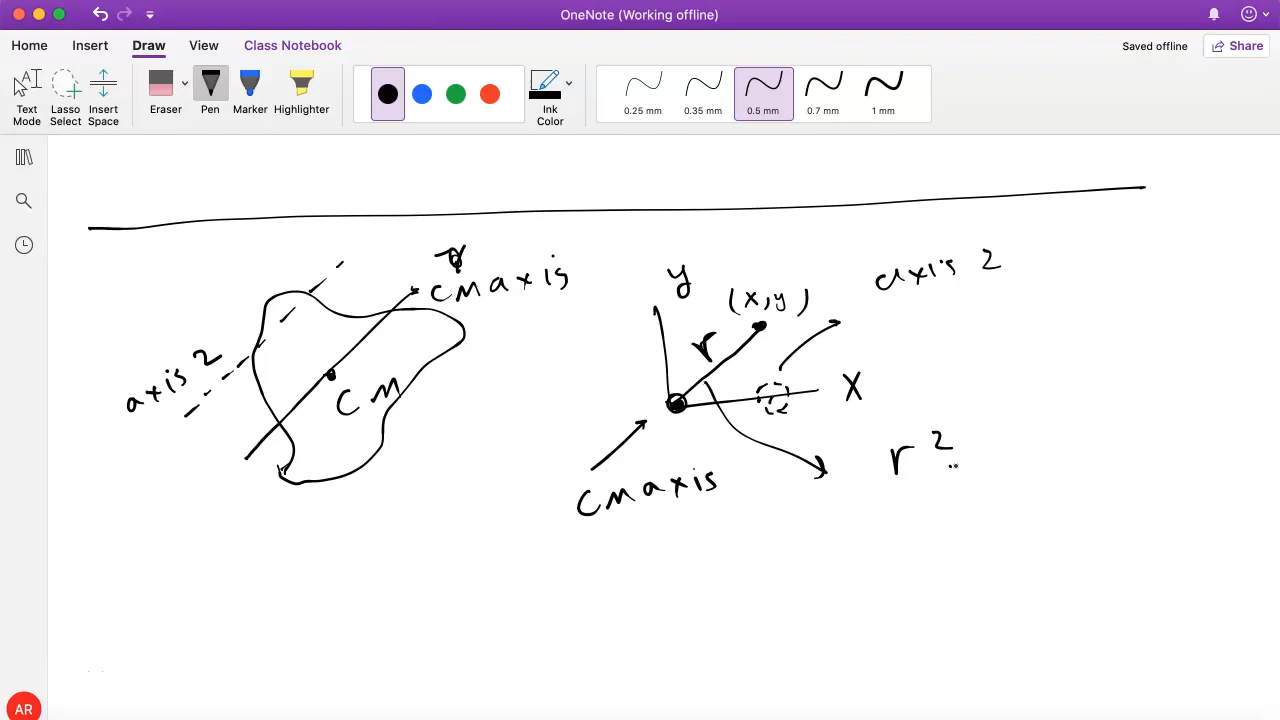 OneNote (Working offline)
Home Insert Draw View Class Notebook
Saved offline Share
Text Mode
Lasso Select
Insert Space
Eraser
Pen
Marker
Highlighter
Ink Color
0.25 mm
0.35 mm
0.5 mm
0.7 mm
1 mm
CM axis
axis 2
CM
y
(x,y)
axis 2
r
X
CM axis
r²
AR